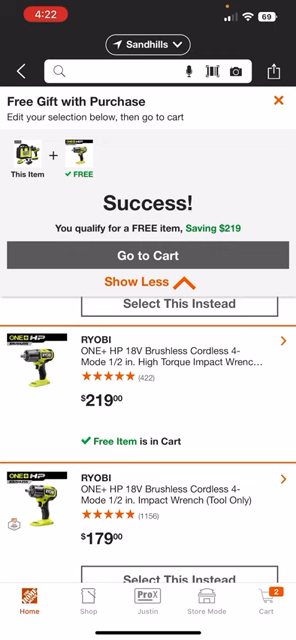 4:22
69
Sandhills
Free Gift with Purchase
Edit your selection below, then go to cart
This Item
+
FREE
Success!
You qualify for a FREE item, Saving $219
Go to Cart
Show Less
Select This Instead
ONE+ HP
RYOBI
ONE+ HP 18V Brushless Cordless 4-
Mode 1/2 in. High Torque Impact Wrenc...
(422)
$21900
Free Item is in Cart
ONE+ HP
RYOBI
ONE+ HP 18V Brushless Cordless 4-
Mode 1/2 in. Impact Wrench (Tool Only)
(1156)
$17900
Select This Instead
ProX
2
Home
Shop
Justin
Store Mode
Cart